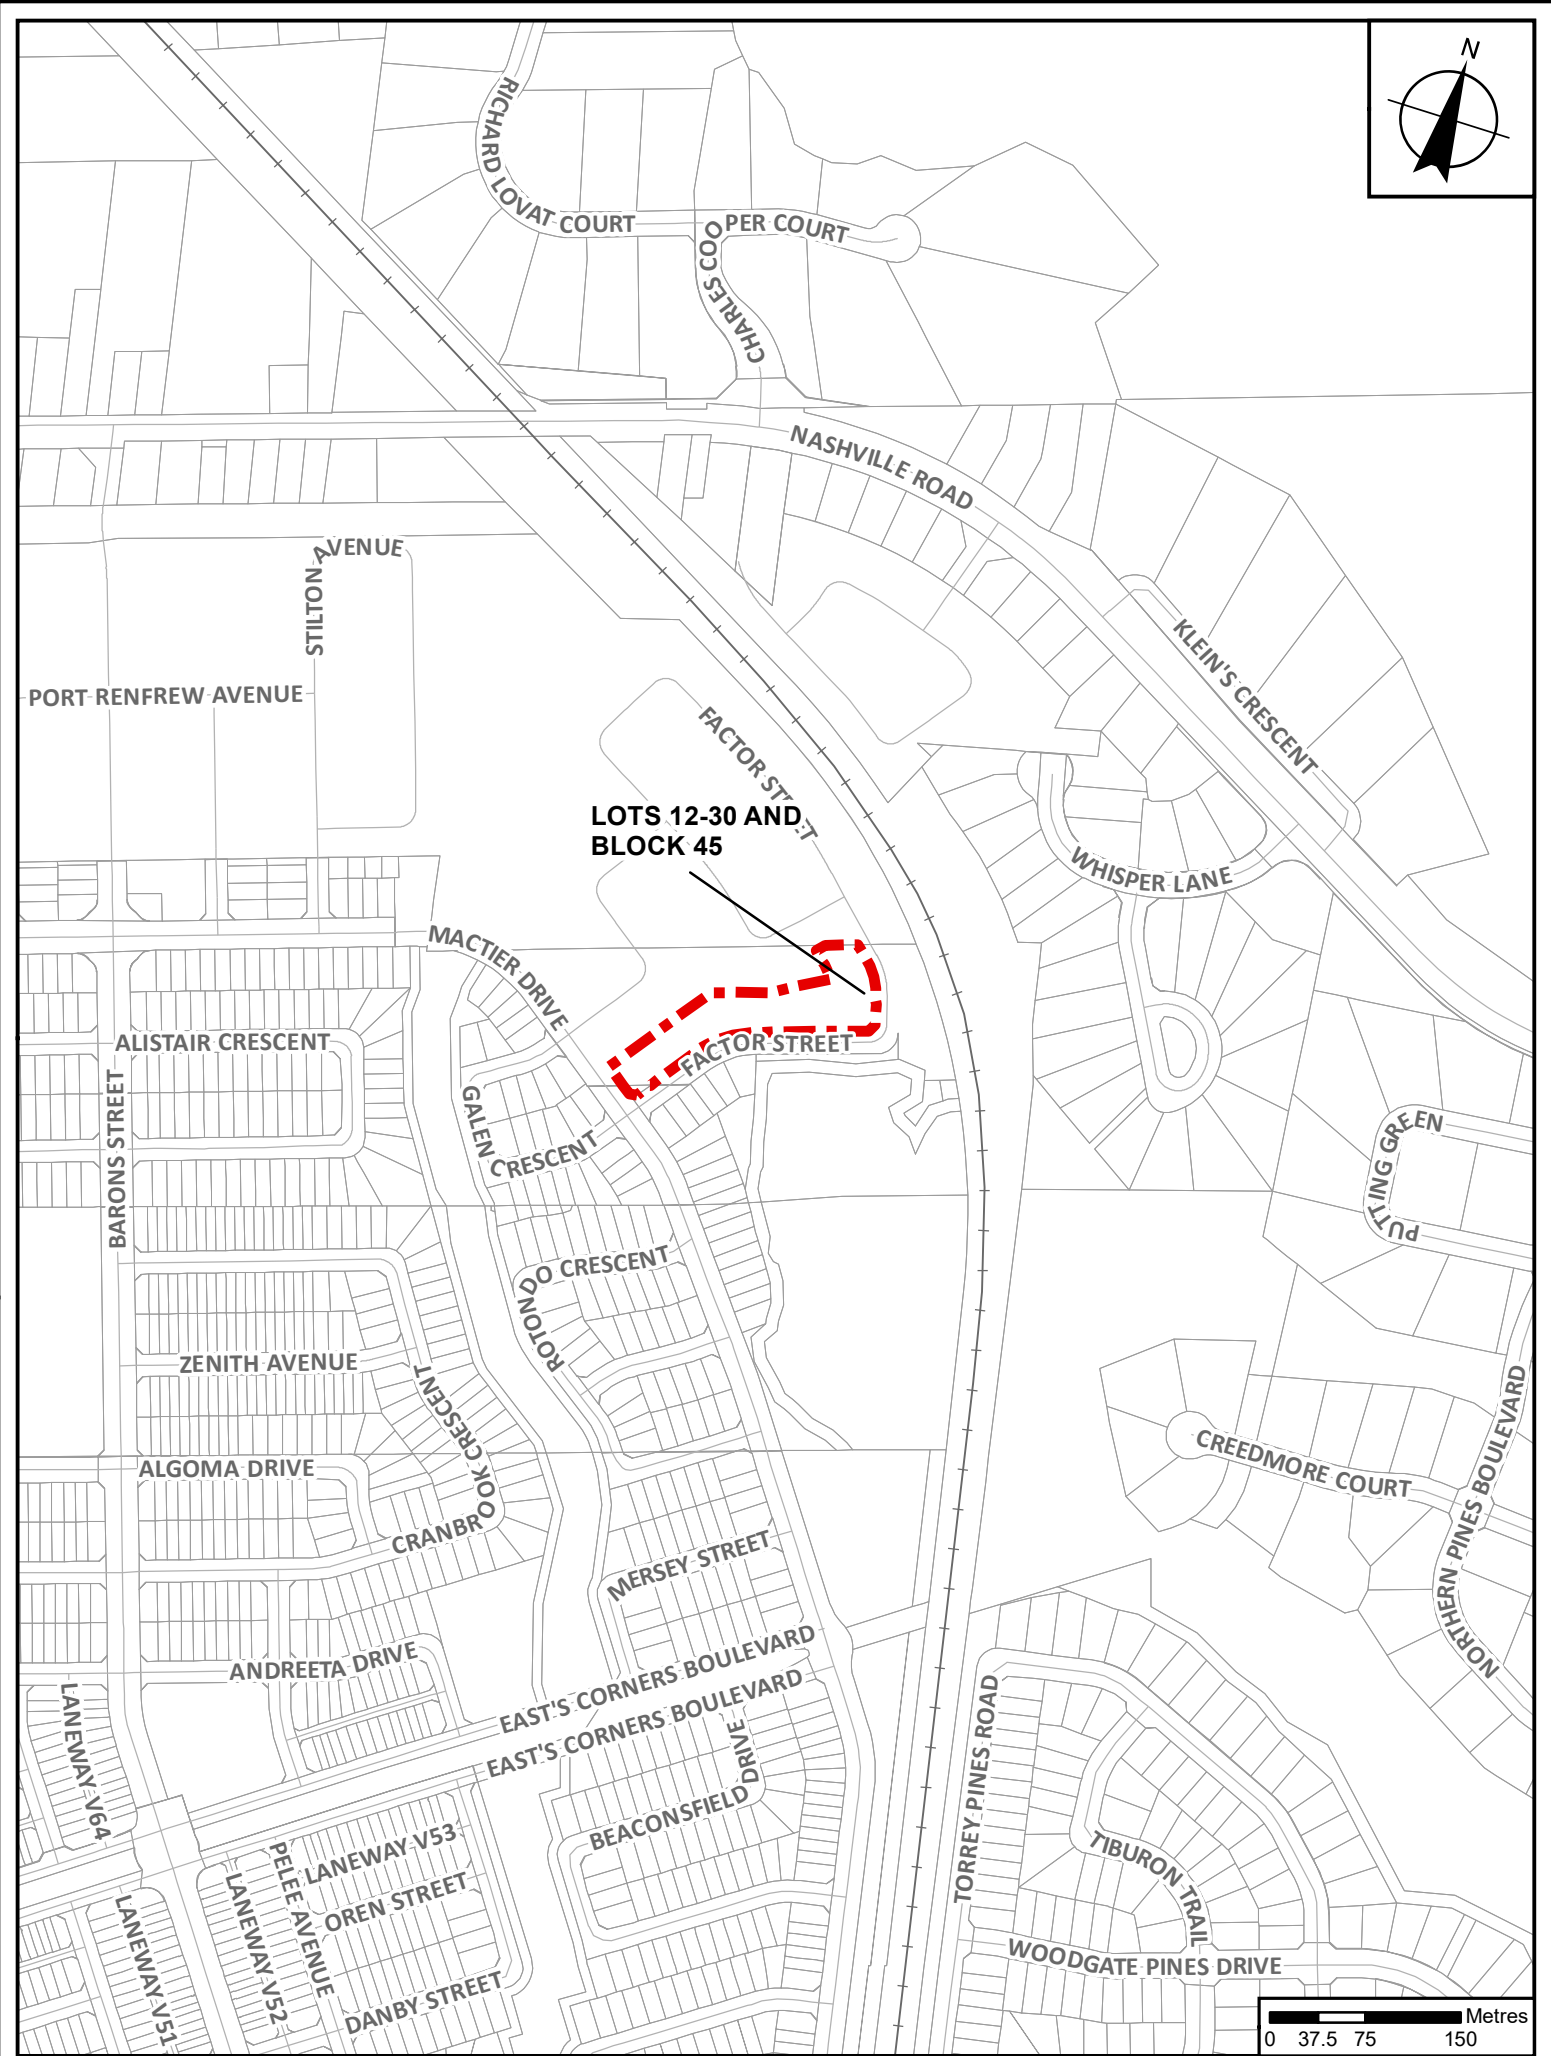 N
RICHARD LOVAT COURT
CHARLES COOPER COURT
NASHVILLE ROAD
STILTON AVENUE
KLEIN'S CRESCENT
PORT RENFREW AVENUE
FACTOR STREET
LOTS 12-30 AND
BLOCK 45
WHISPER LANE
MACTIER DRIVE
ALISTAIR CRESCENT
FACTOR STREET
BARONS STREET
GALEN CRESCENT
PUTTING GREEN
ROTONDO CRESCENT
ZENITH AVENUE
CRANBROOK CRESCENT
NORTHERN PINES BOULEVARD
CREEDMORE COURT
ALGOMA DRIVE
MERSEY STREET
ANDREETA DRIVE
EAST'S CORNERS BOULEVARD
EAST'S CORNERS BOULEVARD
LANEWAY V64
TORREY PINES ROAD
BEACONSFIELD DRIVE
LANEWAY V53
TIBURON TRAIL
PELEE AVENUE
OREN STREET
LANEWAY V51
LANEWAY V52
WOODGATE PINES DRIVE
DANBY STREET
Metres
0 37.5 75 150